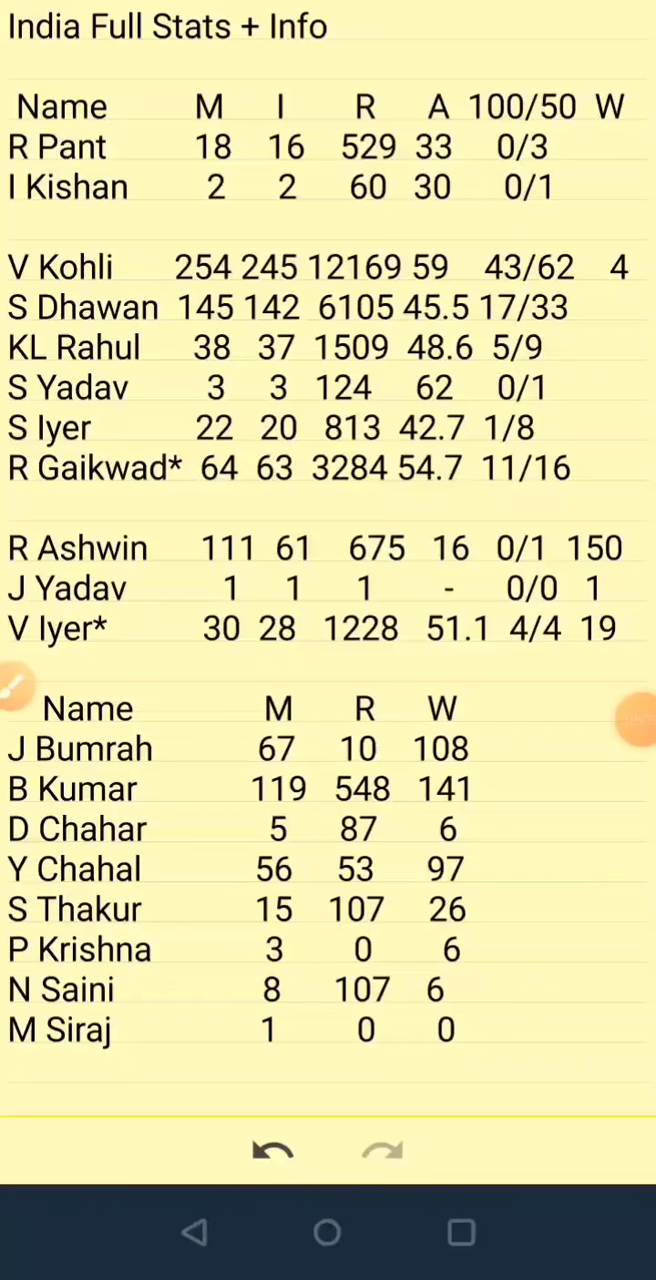 India Full Stats + Info
Name M I R A 100/50 W
R Pant 18 16 529 33 0/3
I Kishan 2 2 60 30 0/1
V Kohli 254 245 12169 59 43/62 4
S Dhawan 145 142 6105 45.5 17/33
KL Rahul 38 37 1509 48.6 5/9
S Yadav 3 3 124 62 0/1
S Iyer 22 20 813 42.7 1/8
R Gaikwad* 64 63 3284 54.7 11/16
R Ashwin 111 61 675 16 0/1 150
J Yadav 1 1 1 - 0/0 1
V Iyer* 30 28 1228 51.1 4/4 19
Name M R W
J Bumrah 67 10 108
B Kumar 119 548 141
D Chahar 5 87 6
Y Chahal 56 53 97
S Thakur 15 107 26
P Krishna 3 0 6
N Saini 8 107 6
M Siraj 1 0 0